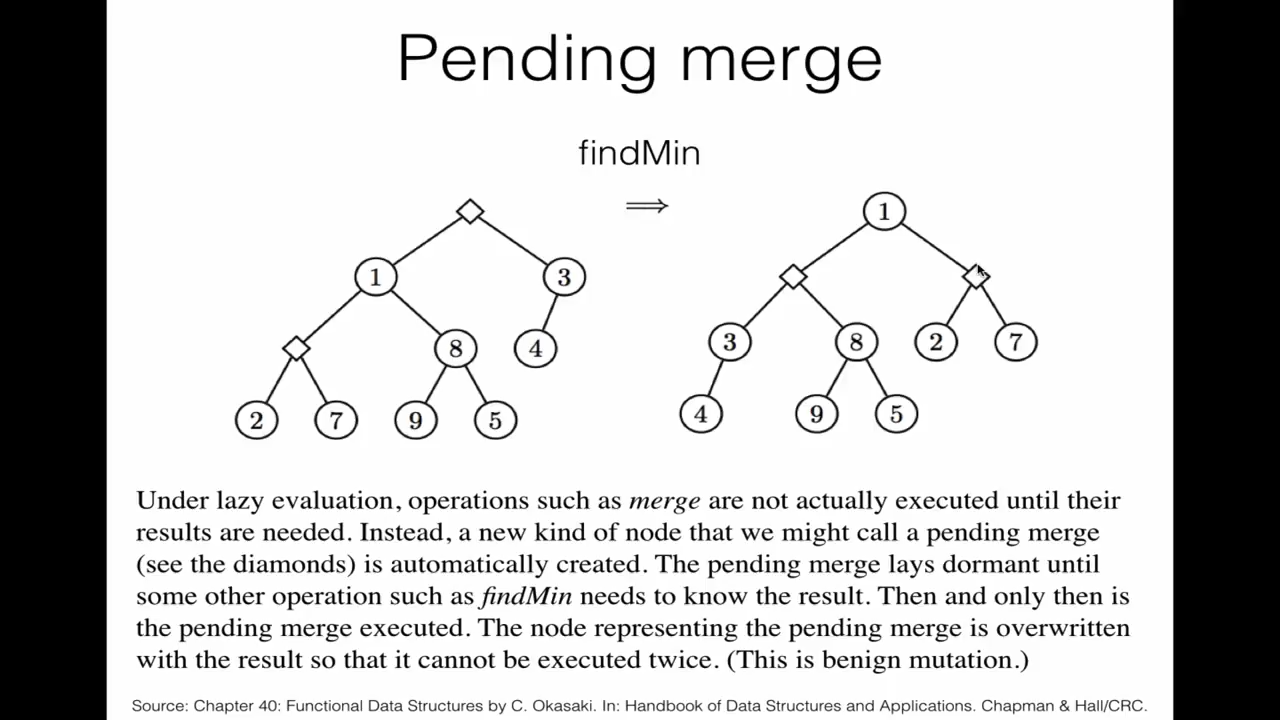 Pending merge
findMin
⟹
1 3
8 4
2 7 9 5
1
3 8 2 7
4 9 5
Under lazy evaluation, operations such as merge are not actually executed until their
results are needed. Instead, a new kind of node that we might call a pending merge
(see the diamonds) is automatically created. The pending merge lays dormant until
some other operation such as findMin needs to know the result. Then and only then is
the pending merge executed. The node representing the pending merge is overwritten
with the result so that it cannot be executed twice. (This is benign mutation.)
Source: Chapter 40: Functional Data Structures by C. Okasaki. In: Handbook of Data Structures and Applications. Chapman & Hall/CRC.